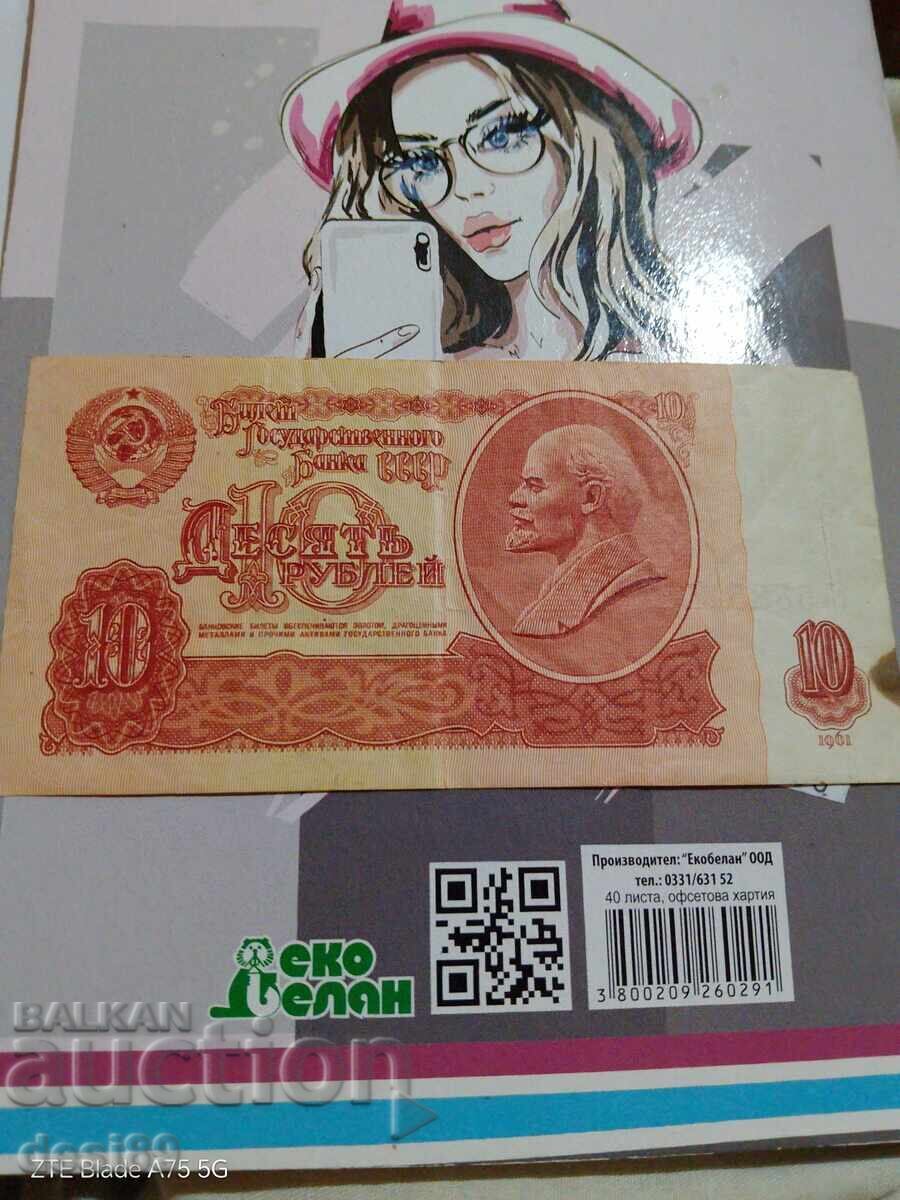 Билет
Государственного
Банка СССР
10
10
Десять
рублей
БАНКОВСКИЕ БИЛЕТЫ ОБЕСПЕЧИВАЮТСЯ ЗОЛОТОМ, ДРАГОЦЕННЫМИ
МЕТАЛЛАМИ И ПРОЧИМИ АКТИВАМИ ГОСУДАРСТВЕННОГО БАНКА
10
10
1961
Производител: "Екобелан" ООД
тел.: 0331/631 52
40 листа, офсетова хартия
3 800209 260291
еко
белан
BALKAN
auction
desi89
ZTE Blade A75 5G